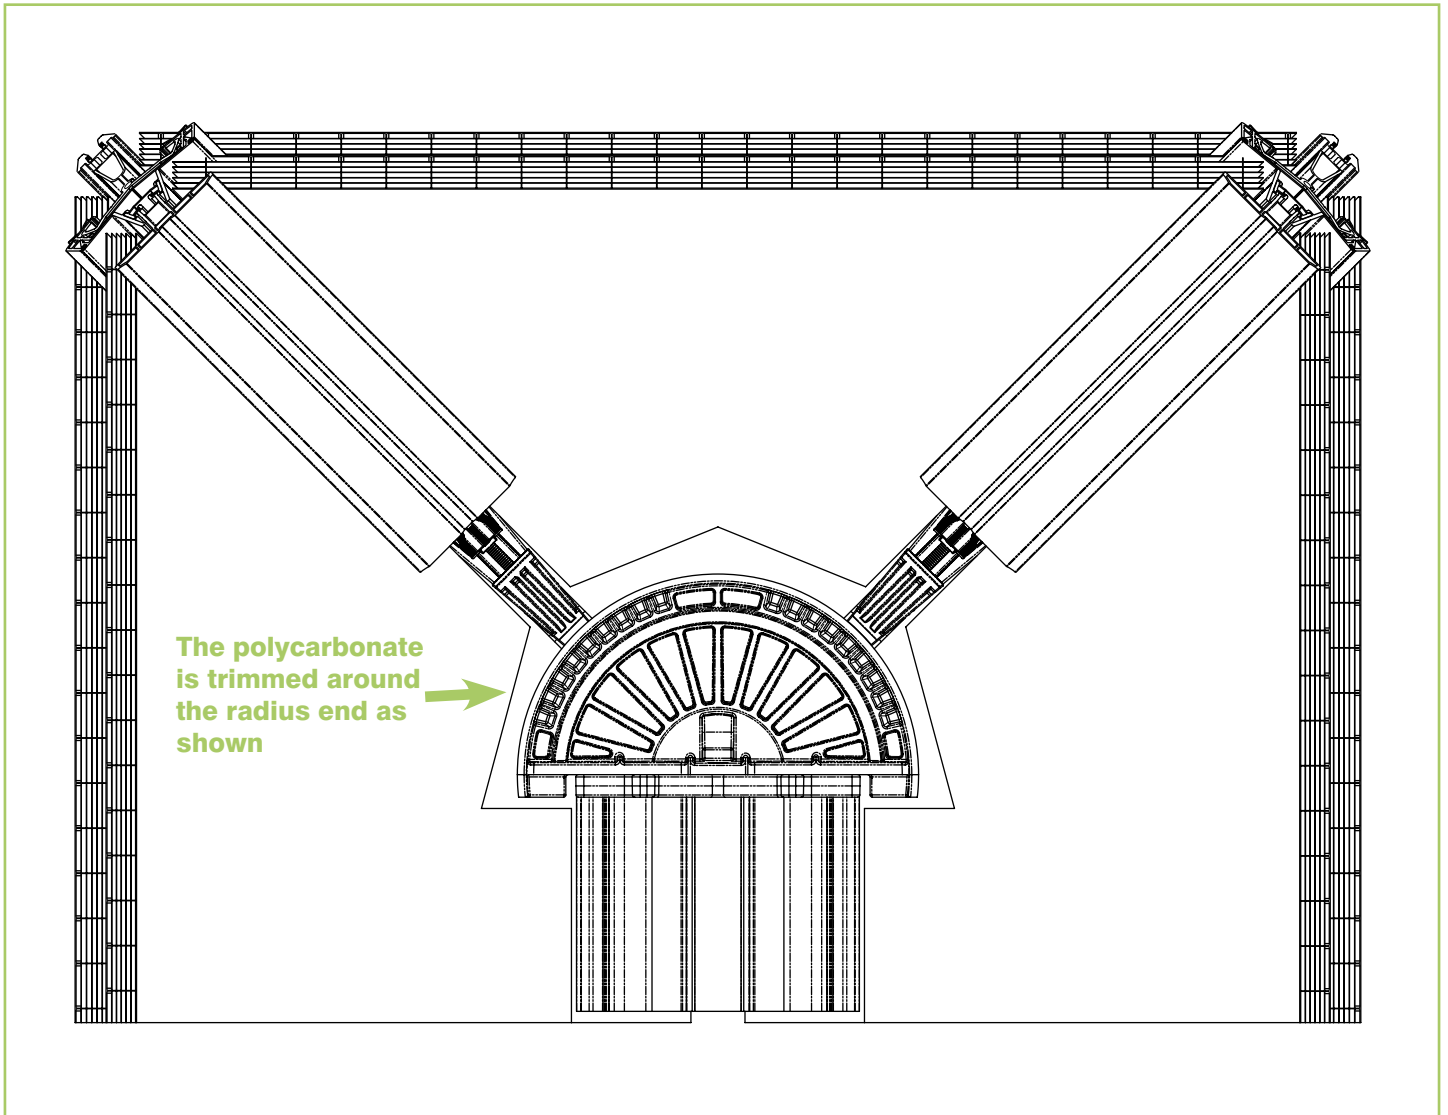 The polycarbonate
is trimmed around
the radius end as
shown